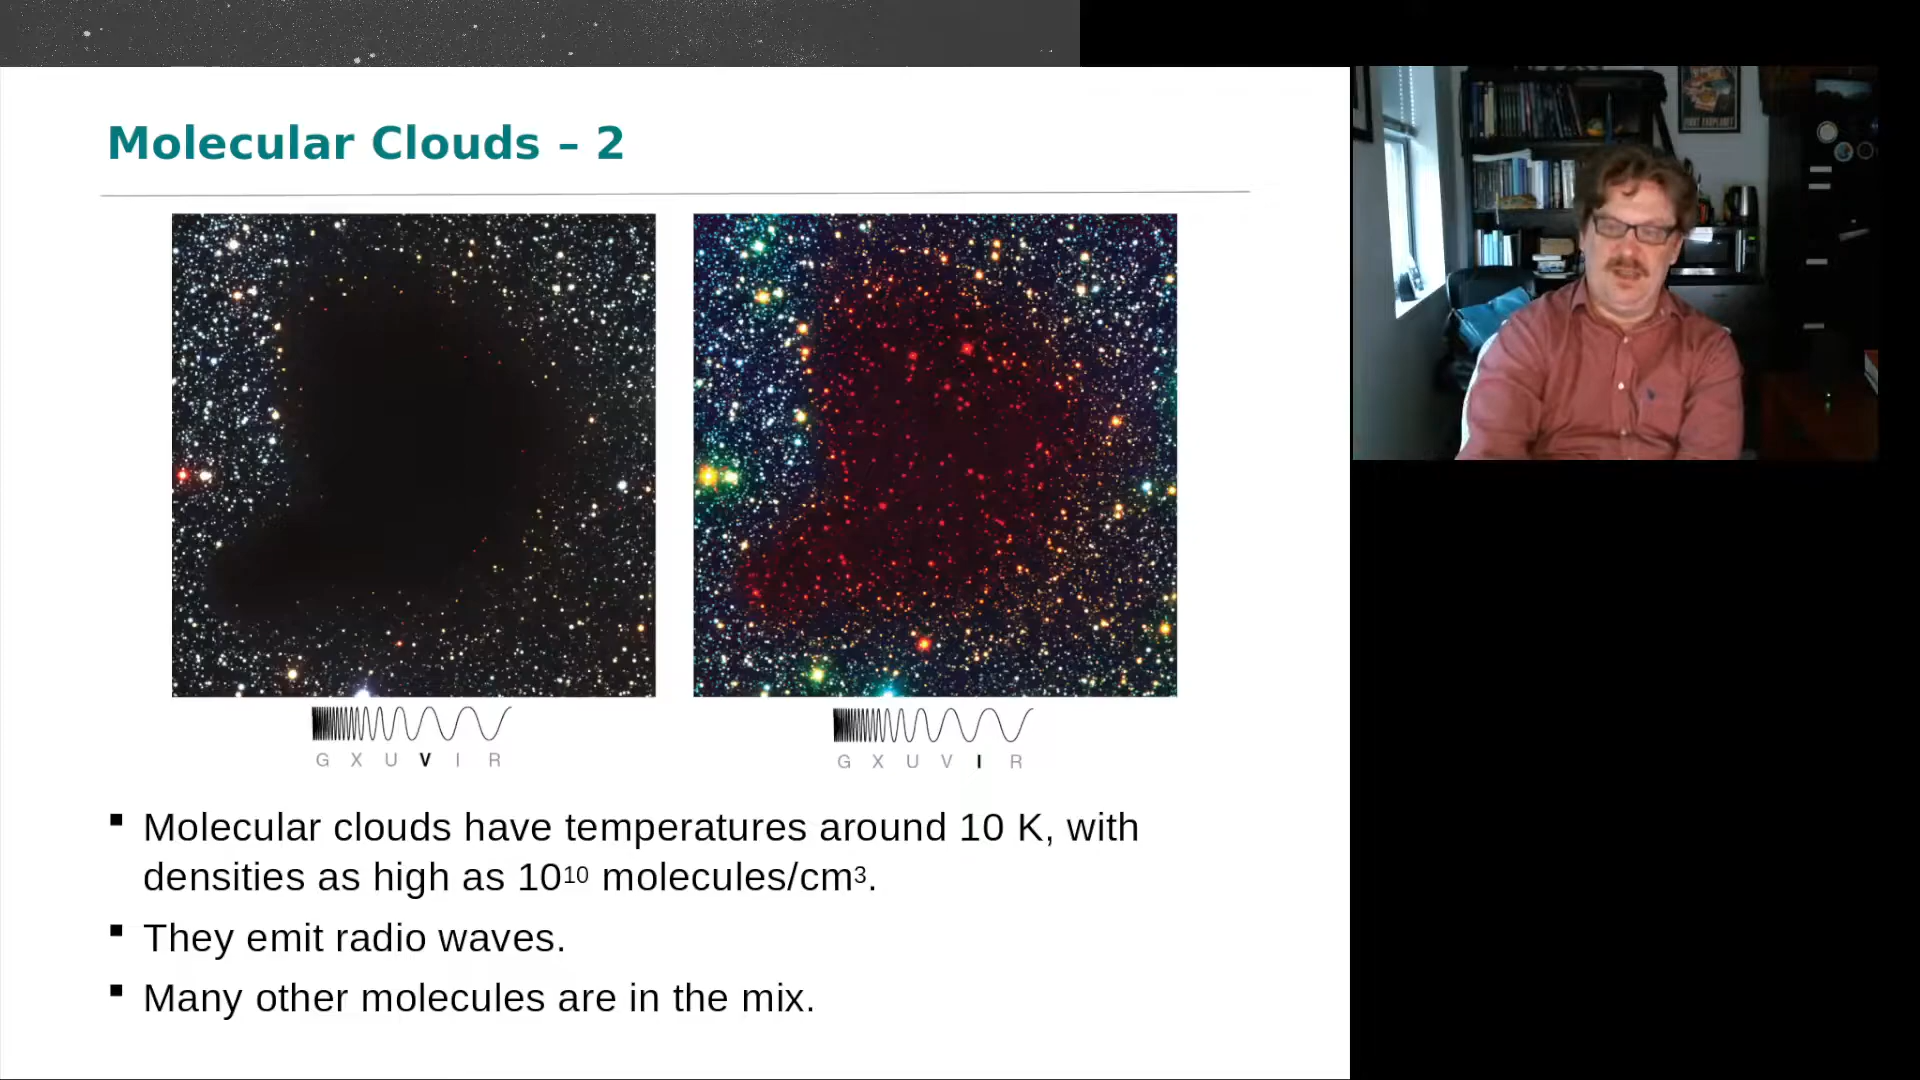 Molecular Clouds – 2
G X U V I R
G X U V I R
Molecular clouds have temperatures around 10 K, with
densities as high as 10¹⁰ molecules/cm³.
They emit radio waves.
Many other molecules are in the mix.